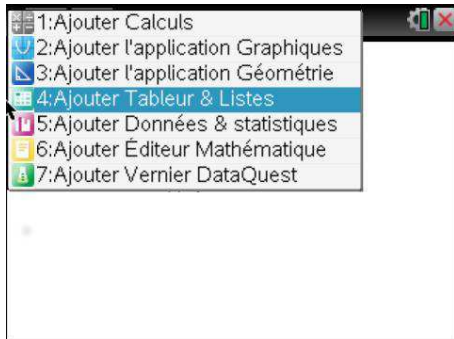 1:Ajouter Calculs
2:Ajouter l'application Graphiques
3:Ajouter l'application Géométrie
4:Ajouter Tableur & Listes
5:Ajouter Données & statistiques
6:Ajouter Éditeur Mathématique
7:Ajouter Vernier DataQuest